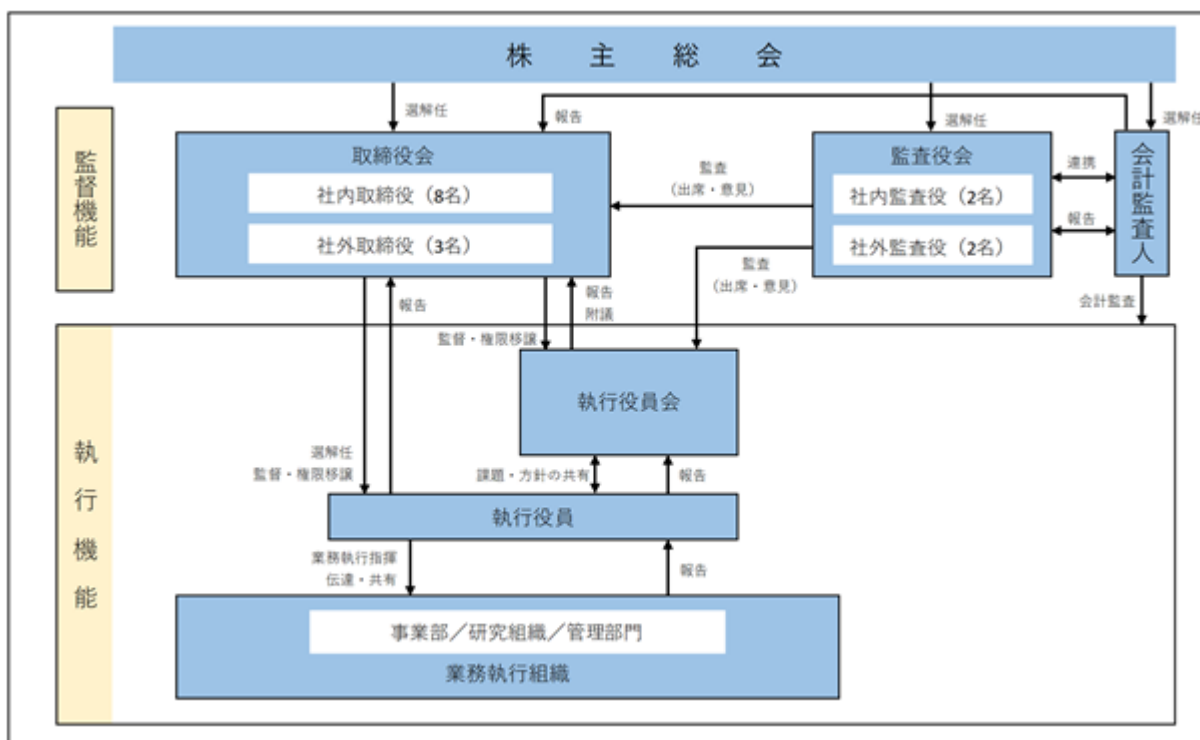 株主総会
選解任
報告
選解任
選解任
監督機能
取締役会
社内取締役（8名）
社外取締役（3名）
監査
（出席・意見）
監査役会
社内監査役（2名）
社外監査役（2名）
連携
報告
会計監査人
監査
（出席・意見）
会計監査
報告
報告
附議
監督・権限移譲
執行機能
執行役員会
選解任
監督・権限移譲
課題・方針の共有
報告
執行役員
業務執行指揮
伝達・共有
報告
事業部／研究組織／管理部門
業務執行組織